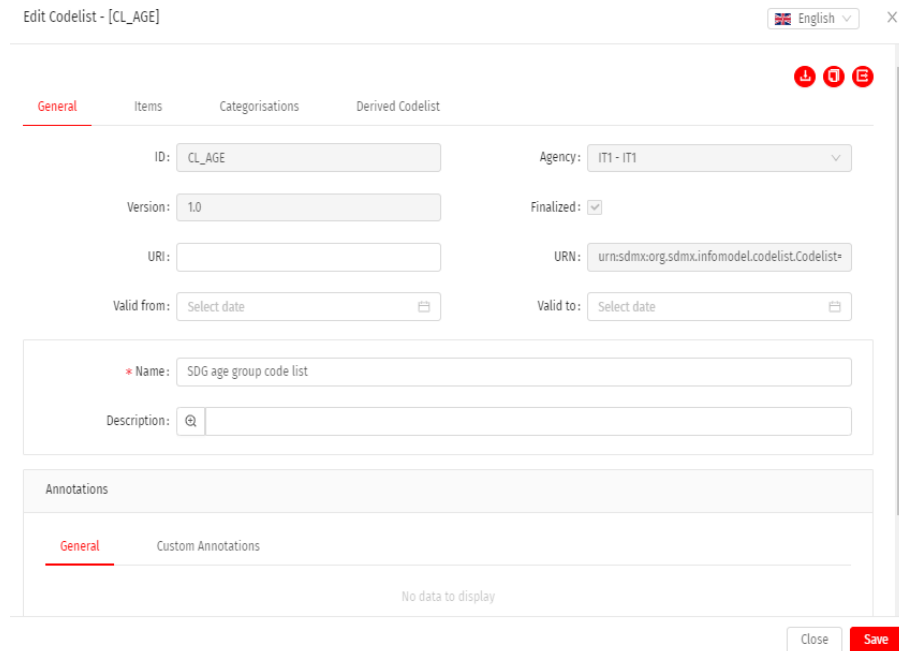 Edit Codelist - [CL_AGE] English
General Items Categorisations Derived Codelist
ID: CL_AGE Agency: IT1 - IT1
Version: 1.0 Finalized:
URI: URN: urn:sdmx:org.sdmx.infomodel.codelist.Codelist=
Valid from: Select date Valid to: Select date
* Name: SDG age group code list
Description:
Annotations
General Custom Annotations
No data to display
Close Save